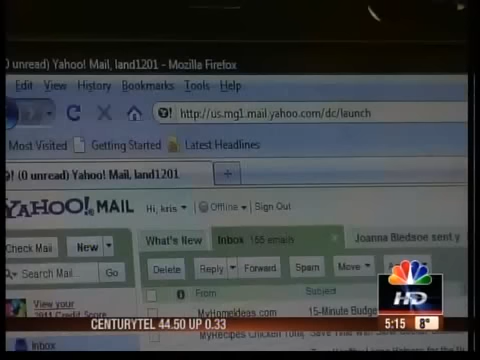 0 unread) Yahoo! Mail, land1201 - Mozilla Firefox
Edit View History Bookmarks Tools Help
Y! http://us.mg1.mail.yahoo.com/dc/launch
Most Visited Getting Started Latest Headlines
! (0 unread) Yahoo! Mail, land1201 +
YAHOO! MAIL Hi, kris Offline Sign Out
Check Mail New What's New Inbox 155 emails Joanna Bledsoe sent y
Search Mail Go Delete Reply Forward Spam Move
From Subject
View your MyHomeIdeas.com 15-Minute Budge
2011 Credit Score
MyRecipes Chicken
Inbox
HD
CENTURYTEL 44.50 UP 0.33 5:15 8°